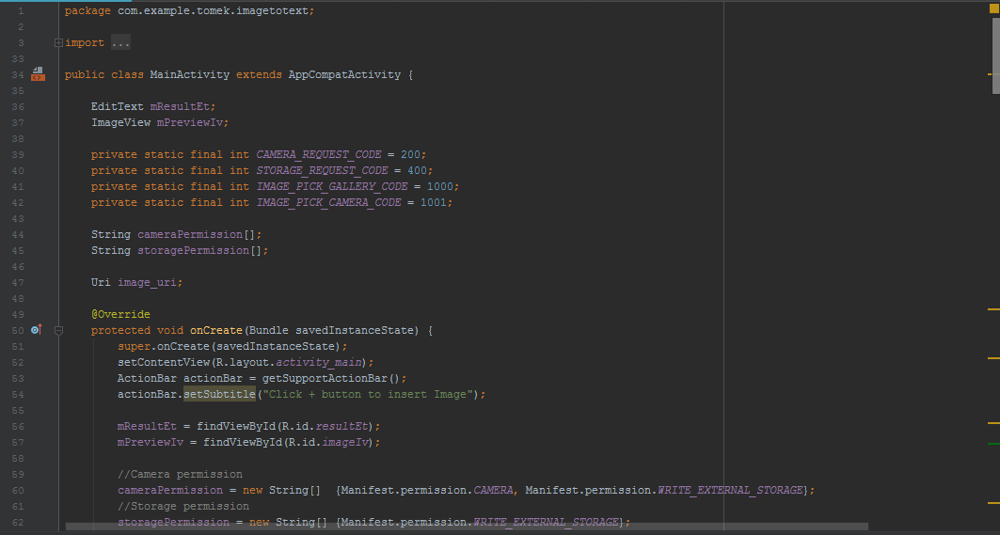 1 package com.example.tomek.imagetotext;
2
3 import ...
33
34 public class MainActivity extends AppCompatActivity {
35
36 EditText mResultEt;
37 ImageView mPreviewIv;
38
39 private static final int CAMERA_REQUEST_CODE = 200;
40 private static final int STORAGE_REQUEST_CODE = 400;
41 private static final int IMAGE_PICK_GALLERY_CODE = 1000;
42 private static final int IMAGE_PICK_CAMERA_CODE = 1001;
43
44 String cameraPermission[];
45 String storagePermission[];
46
47 Uri image_uri;
48
49 @Override
50 protected void onCreate(Bundle savedInstanceState) {
51 super.onCreate(savedInstanceState);
52 setContentView(R.layout.activity_main);
53 ActionBar actionBar = getSupportActionBar();
54 actionBar.setSubtitle("Click + button to insert Image");
55
56 mResultEt = findViewById(R.id.resultEt);
57 mPreviewIv = findViewById(R.id.imageIv);
58
59 //Camera permission
60 cameraPermission = new String[] {Manifest.permission.CAMERA, Manifest.permission.WRITE_EXTERNAL_STORAGE};
61 //Storage permission
62 storagePermission = new String[] {Manifest.permission.WRITE_EXTERNAL_STORAGE};